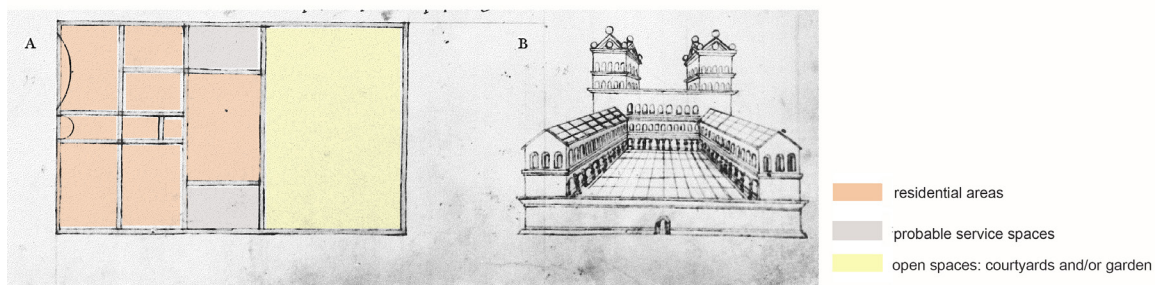 A
B
residential areas
probable service spaces
open spaces: courtyards and/or garden